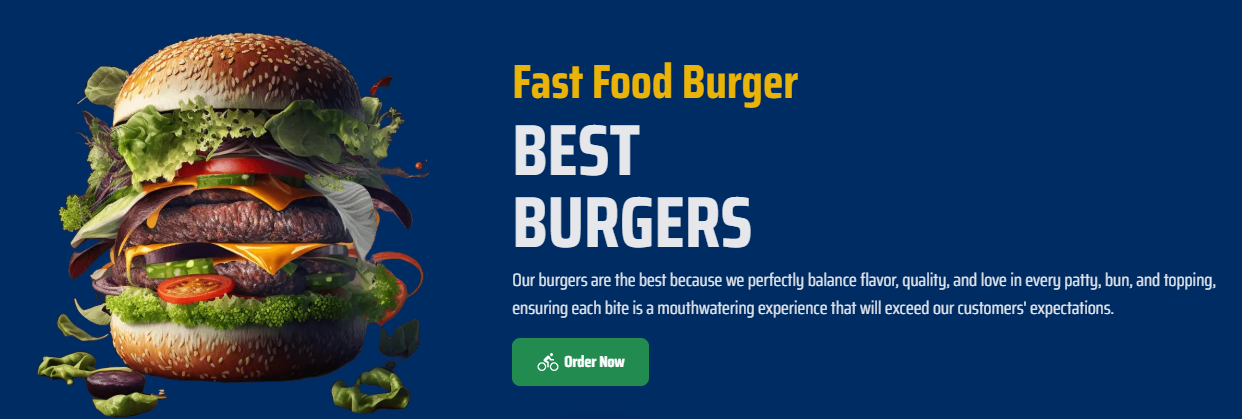 Fast Food Burger
BEST
BURGERS
Our burgers are the best because we perfectly balance flavor, quality, and love in every patty, bun, and topping,
ensuring each bite is a mouthwatering experience that will exceed our customers' expectations.
Order Now